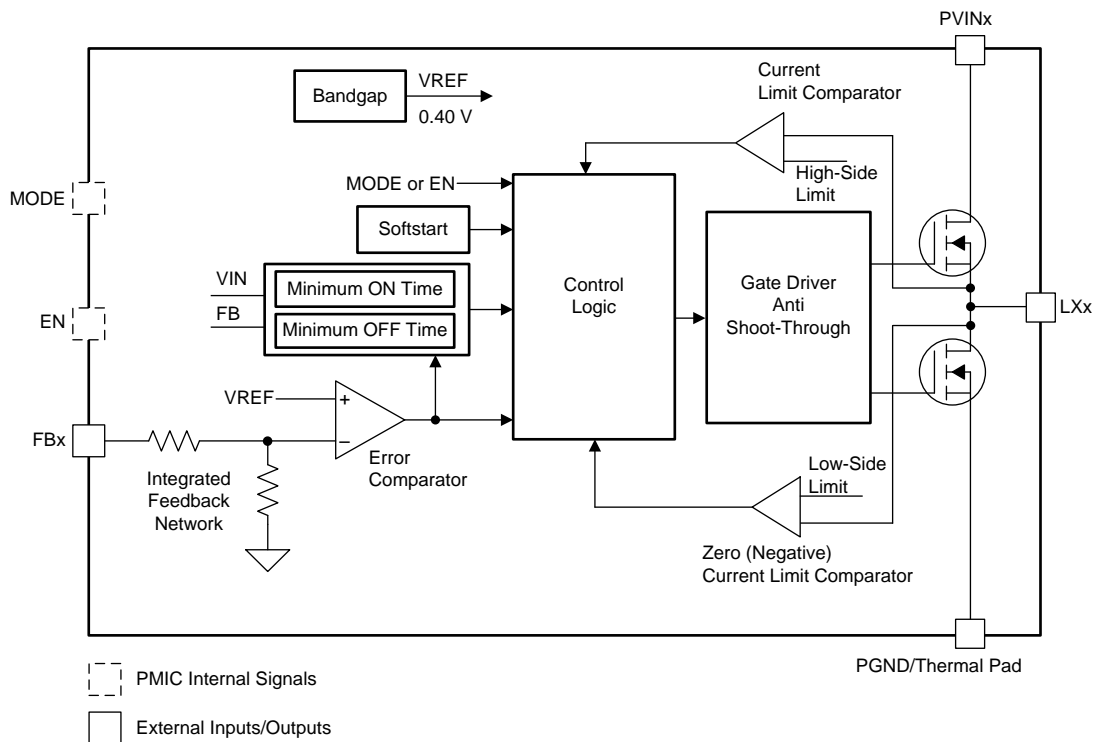 PVINx
Current
Limit Comparator
Bandgap
VREF
0.40 V
High-Side
Limit
MODE
MODE or EN
Softstart
VIN
FB
Minimum ON Time
Minimum OFF Time
Control
Logic
Gate Driver
Anti
Shoot-Through
LXx
EN
VREF
+
−
FBx
Error
Comparator
Integrated
Feedback
Network
Low-Side
Limit
Zero (Negative)
Current Limit Comparator
PGND/Thermal Pad
PMIC Internal Signals
External Inputs/Outputs